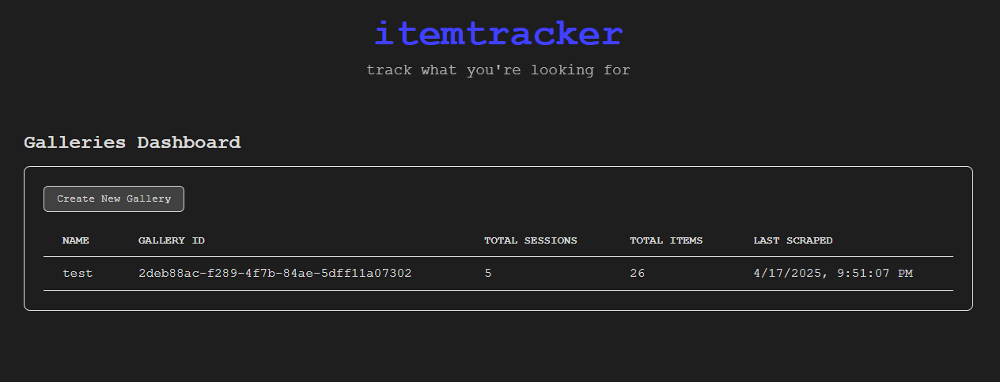 itemtracker
track what you're looking for
Galleries Dashboard
Create New Gallery
NAME GALLERY ID TOTAL SESSIONS TOTAL ITEMS LAST SCRAPED
test 2deb88ac-f289-4f7b-84ae-5dff11a07302 5 26 4/17/2025, 9:51:07 PM